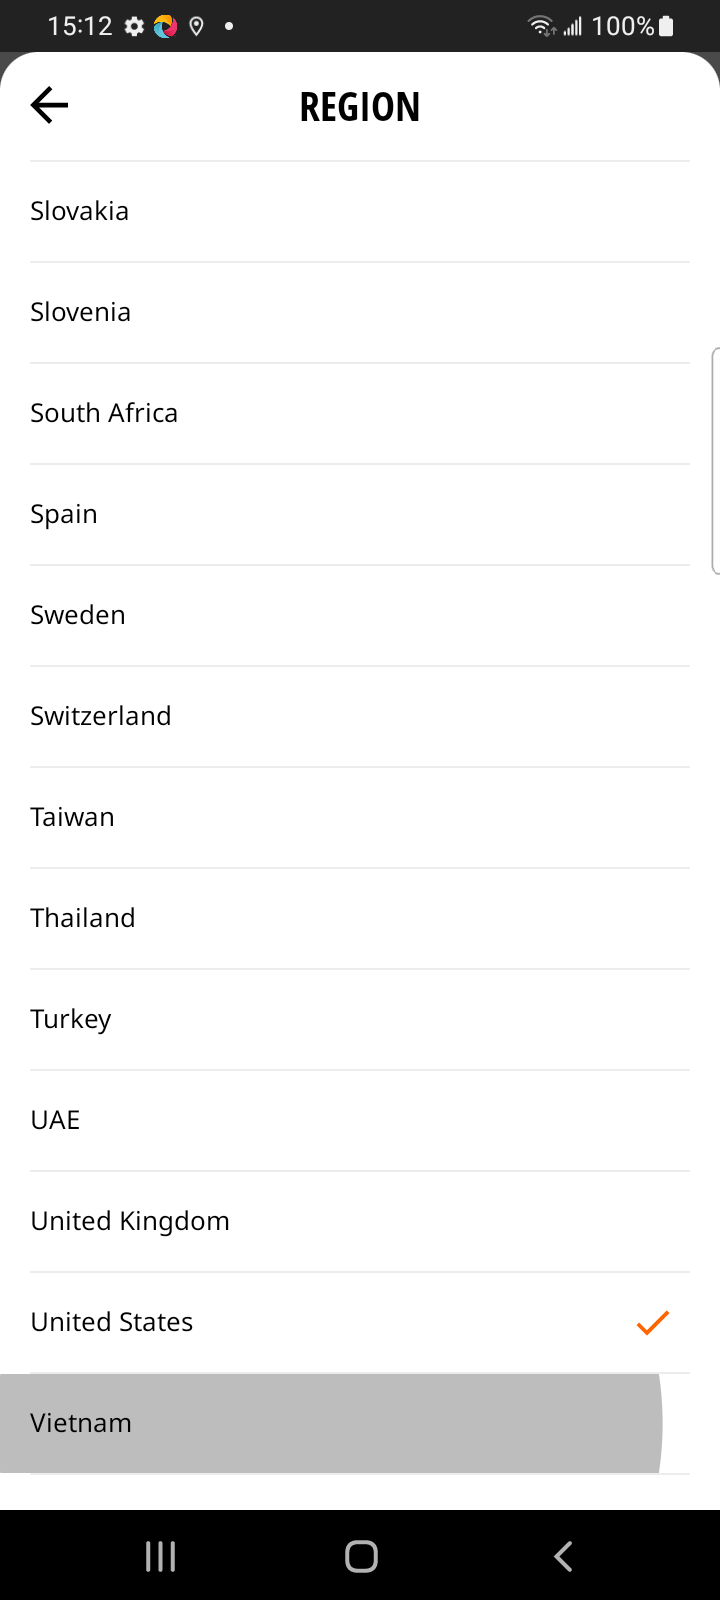 15:12
100%
REGION
Slovakia
Slovenia
South Africa
Spain
Sweden
Switzerland
Taiwan
Thailand
Turkey
UAE
United Kingdom
United States
Vietnam